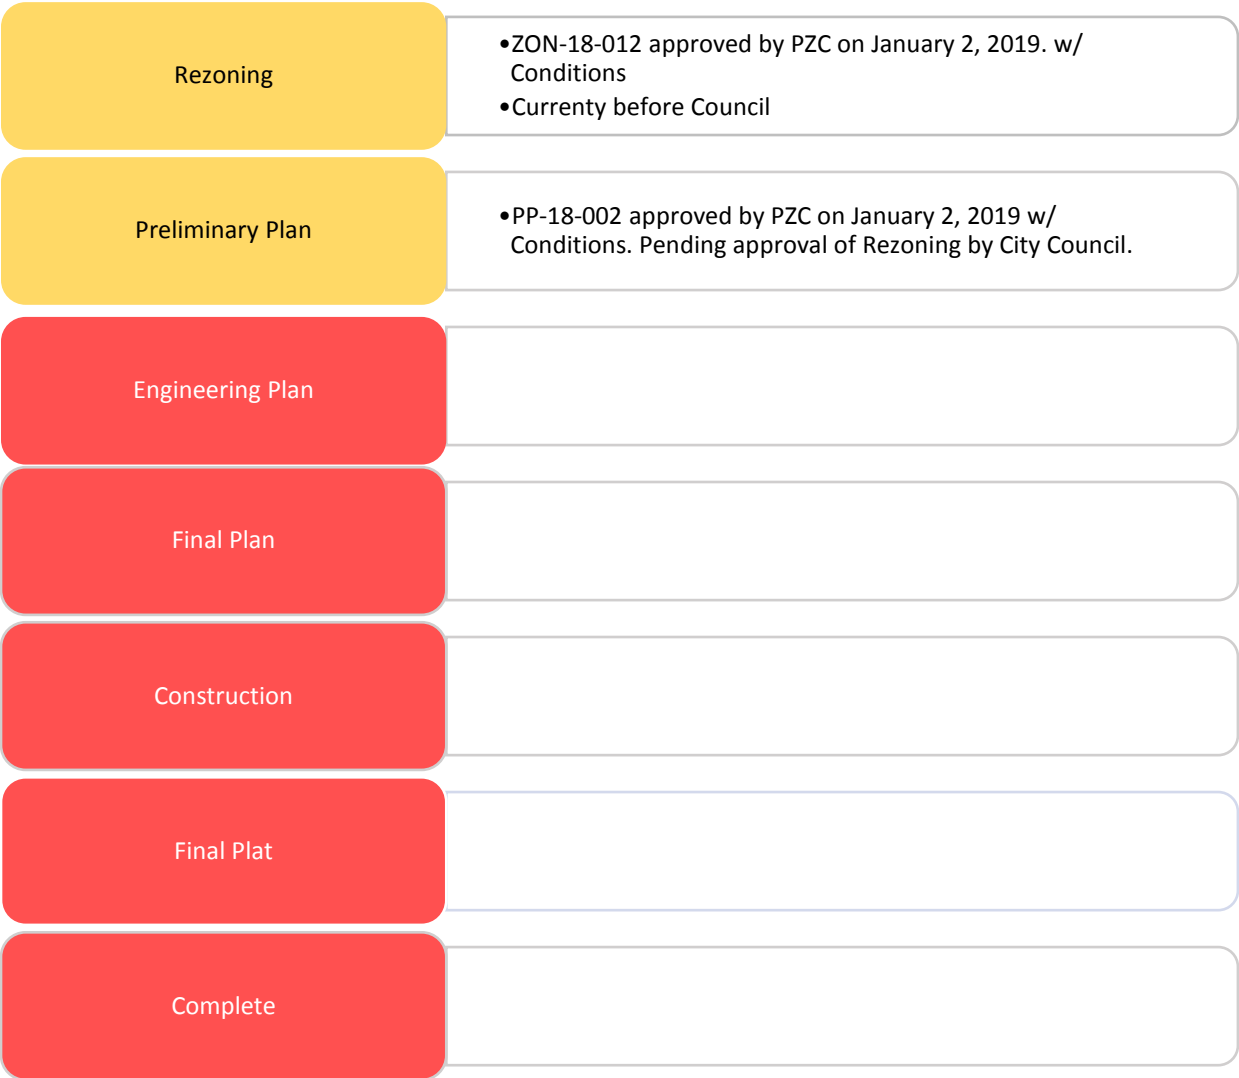 Rezoning
•ZON-18-012 approved by PZC on January 2, 2019. w/
Conditions
•Currenty before Council
Preliminary Plan
•PP-18-002 approved by PZC on January 2, 2019 w/
Conditions. Pending approval of Rezoning by City Council.
Engineering Plan
Final Plan
Construction
Final Plat
Complete